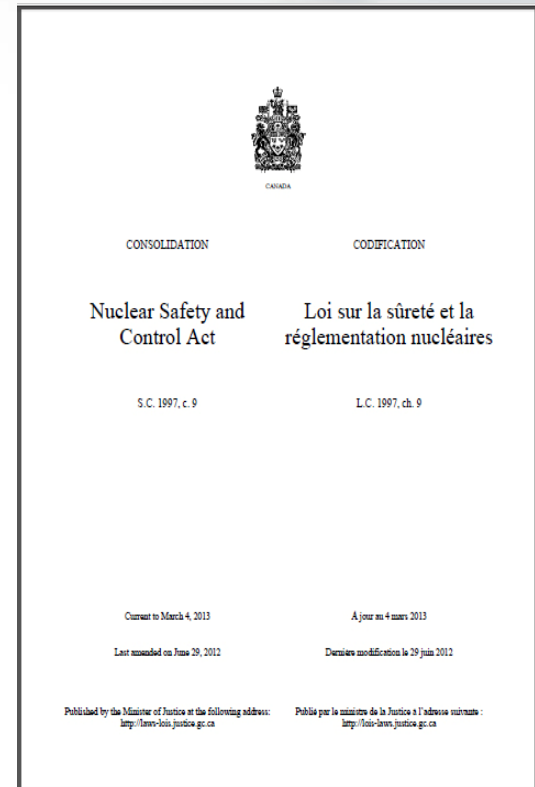 CANADA
CONSOLIDATION
CODIFICATION
Nuclear Safety and
Control Act
Loi sur la sûreté et la
réglementation nucléaires
S.C. 1997, c. 9
L.C. 1997, ch. 9
Current to March 4, 2013
À jour au 4 mars 2013
Last amended on June 29, 2012
Dernière modification le 29 juin 2012
Published by the Minister of Justice at the following address:
http://laws-lois.justice.gc.ca
Publié par le ministre de la Justice à l'adresse suivante :
http://lois-laws.justice.gc.ca